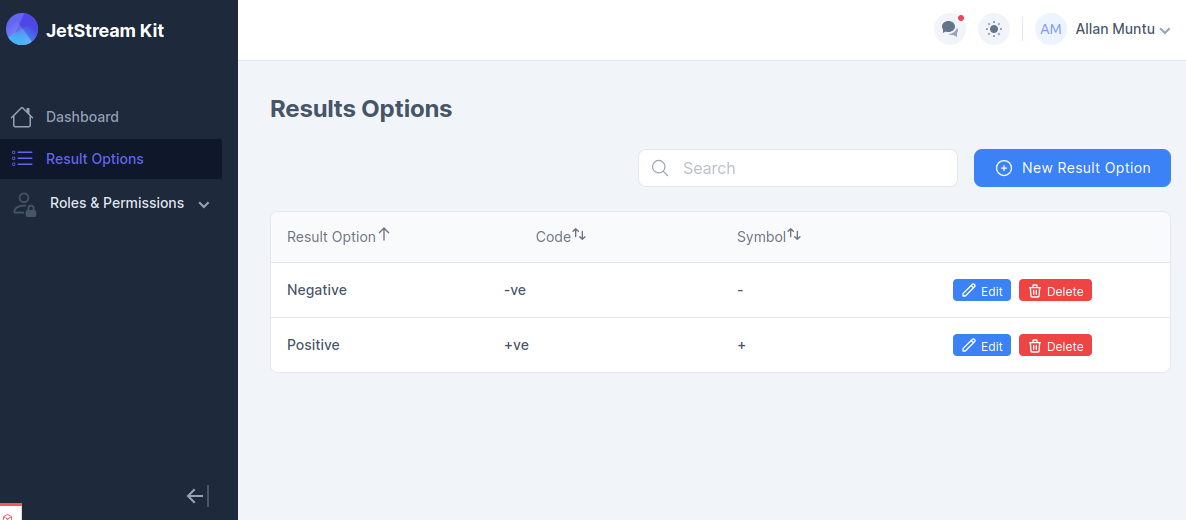 JetStream Kit
AM Allan Muntu
Dashboard
Result Options
Roles & Permissions
Results Options
Search
New Result Option
Result Option Code Symbol
Negative -ve - Edit Delete
Positive +ve + Edit Delete